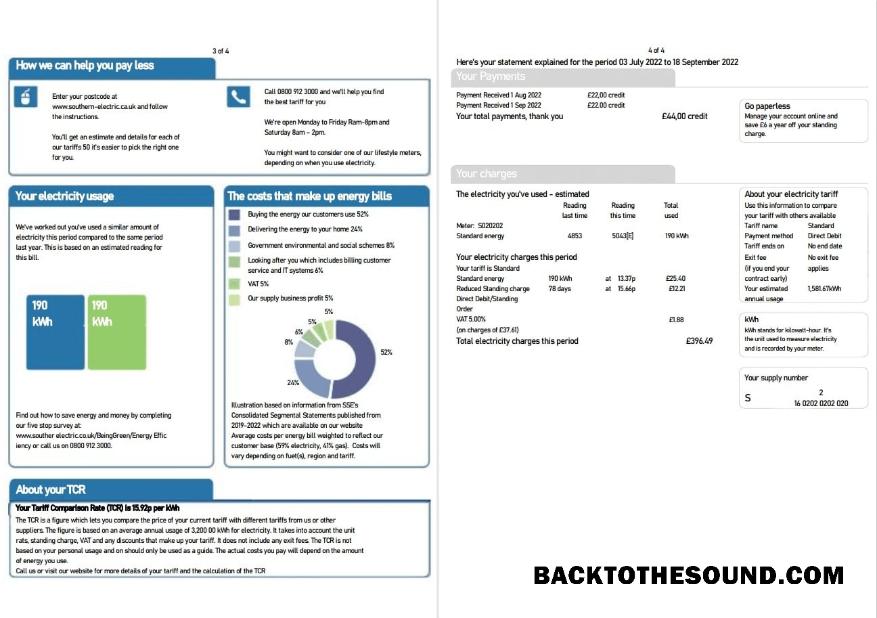 3 of 4
How we can help you pay less
Enter your postcode at
www.southern-electric.ca.uk and follow
the instructions.
You'll get an estimate and details for each of
our tariffs 50 it's easier to pick the right one
for you.
Call 0800 912 3000 and we'll help you find
the best tariff for you
We're open Monday to Friday 7am-8pm and
Saturday 8am – 2pm.
You might want to consider one of our lifestyle meters,
depending on when you use electricity.
Your electricity usage
We've worked out you've used a similar amount of
electricity this period compared to the same period
last year. This is based on an estimated reading for
this bill.
190
kWh
190
kWh
Find out how to save energy and money by completing
our five stop survey at:
www.souther electric.co.uk/BeingGreen/Energy Effic
iency or call us on 0800 912 3000.
The costs that make up energy bills
Buying the energy our customers use 52%
Delivering the energy to your home 24%
Government environmental and social schemes 8%
Looking after you which includes billing customer
service and IT systems 6%
VAT 5%
Our supply business profit 5%
5%
5%
6%
8%
24%
52%
Illustration based on information from SSE's
Consolidated Segmental Statements published from
2019-2022 which are available on our website
Average costs per energy bill weighted to reflect our
customer base (59% electricity, 41% gas). Costs will
vary depending on fuet(s), region and tariff.
About your TCR
Your Tariff Comparison Rate (TCR) is 15.92p per kWh
The TCR is a figure which lets you compare the price of your current tariff with different tariffs from us or other
suppliers. The figure is based on an average annual usage of 3,200 00 kWh for electricity. It takes into account the unit
rats, standing charge, VAT and any discounts that make up your tariff. It does not include any exit fees. The TCR is not
based on your personal usage and on should only be used as a guide. The actual costs you pay will depend on the amount
of energy you use.
Call us or visit our website for more details of your tariff and the calculation of the TCR
4 of 4
Here's your statement explained for the period 03 July 2022 to 18 September 2022
Your Payments
Payment Received 1 Aug 2022 £22,00 credit
Payment Received 1 Sep 2022 £22.00 credit
Your total payments, thank you £44,00 credit
Go paperless
Manage your account online and
save £6 a year off your standing
charge.
Your charges
The electricity you've used – estimated
Reading Reading Total
last time this time used
Meter: S020202
Standard energy 4853 5043[E] 190 kWh
Your electricity charges this period
Your tariff is Standard
Standard energy 190 kWh at 13.37p £25.40
Reduced Standing charge 78 days at 15.66p £12.21
Direct Debit/Standing
Order
VAT 5.00% £1.88
(on charges of £37.61)
Total electricity charges this period £396.49
About your electricity tariff
Use this information to compare
your tariff with others available
Tariff name Standard
Payment method Direct Debit
Tariff ends on No end date
Exit fee No exit fee
(if you end your applies
contract early)
Your estimated 1,581.67kWh
annual usage
kWh
kWh stands for kilowatt-hour. It's
the unit used to measure electricity
and is recorded by your meter.
Your supply number
S
2
16 0202 0202 020
BACKTOTHESOUND.COM